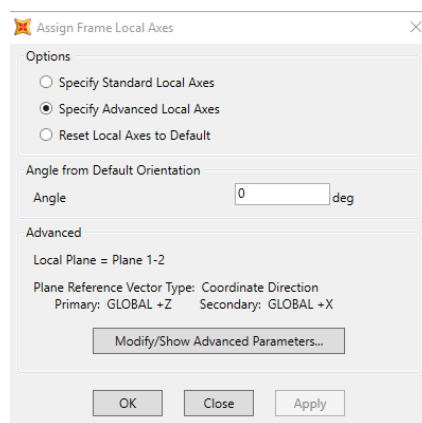 Assign Frame Local Axes
Options
Specify Standard Local Axes
Specify Advanced Local Axes
Reset Local Axes to Default
Angle from Default Orientation
Angle 0 deg
Advanced
Local Plane = Plane 1-2
Plane Reference Vector Type: Coordinate Direction
Primary: GLOBAL +Z Secondary: GLOBAL +X
Modify/Show Advanced Parameters...
OK Close Apply